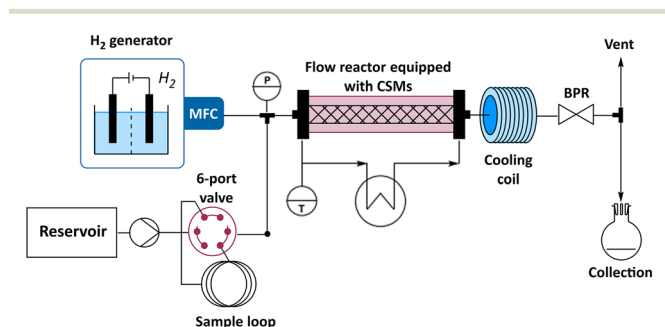 H₂ generator
H₂
MFC
P
Flow reactor equipped
with CSMs
T
Cooling
coil
BPR
Vent
Collection
6-port
valve
Reservoir
Sample loop